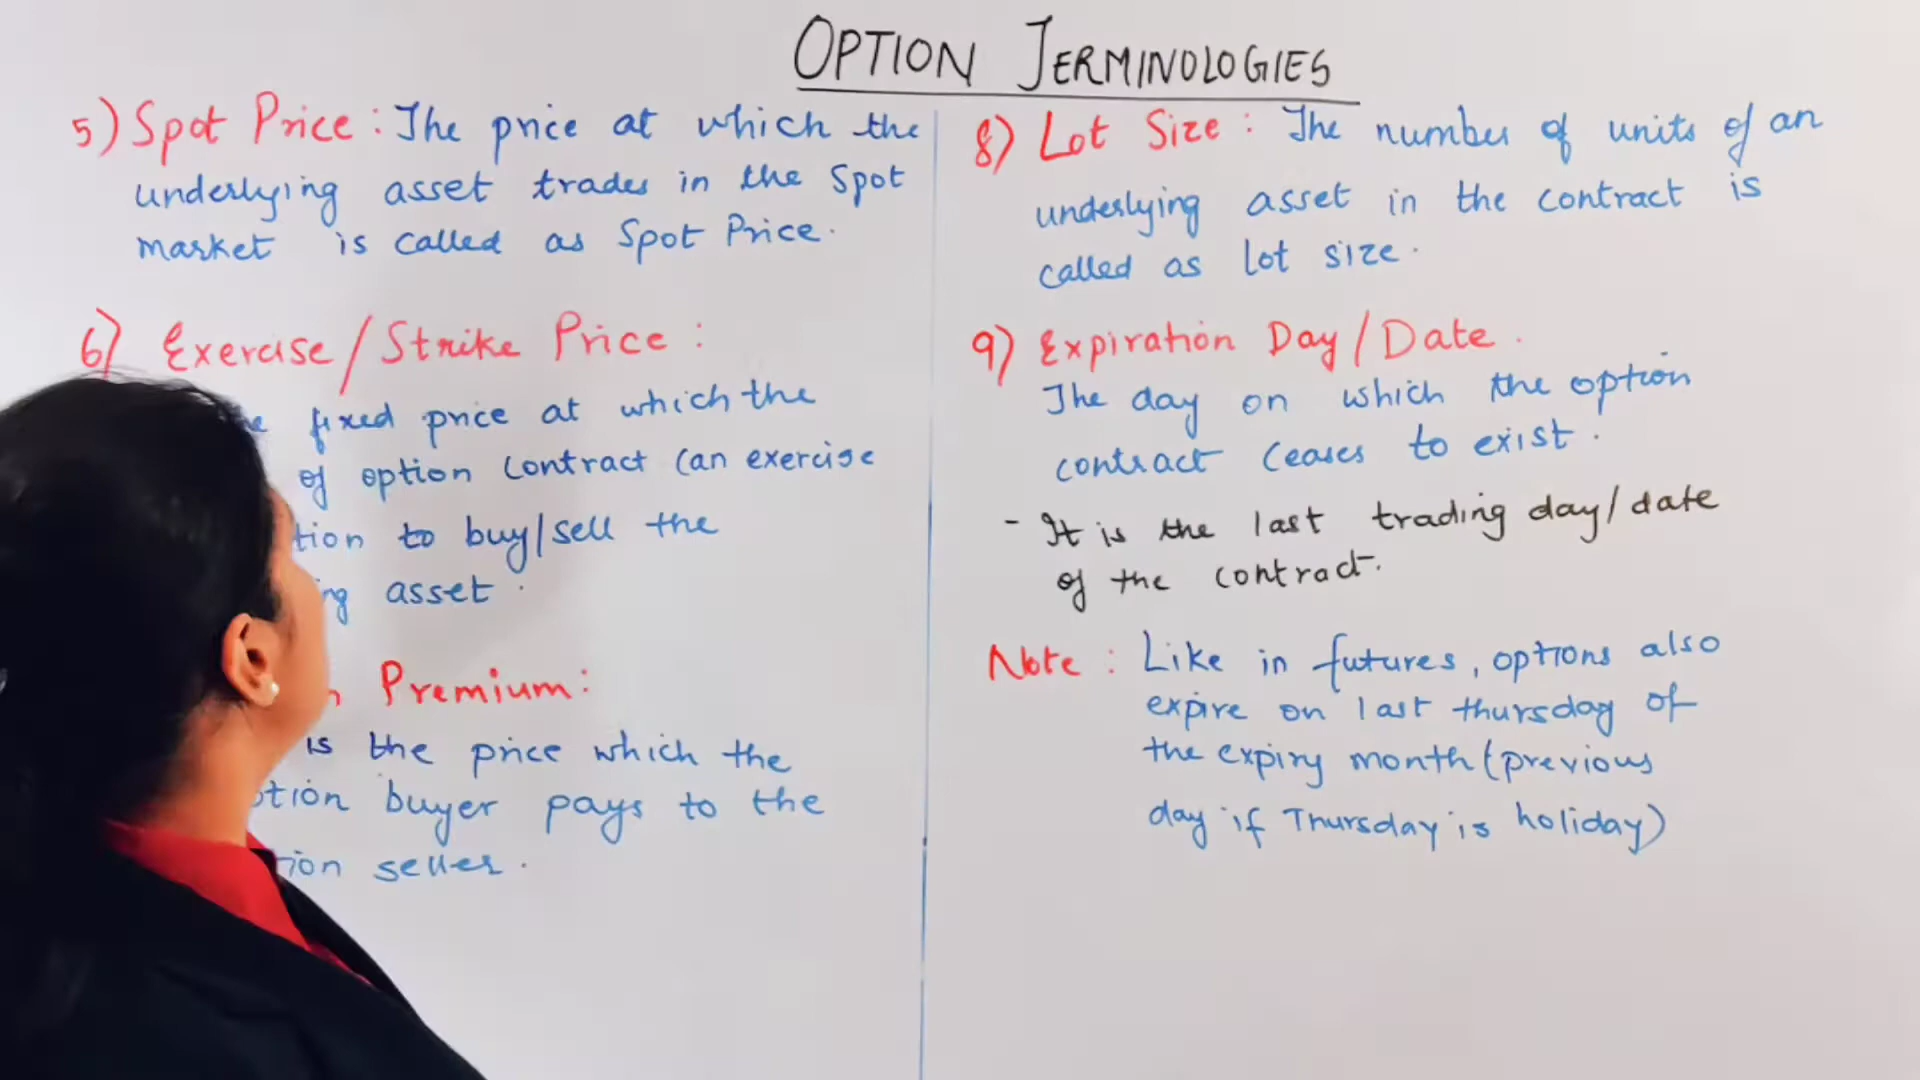 OPTION TERMINOLOGIES
5) Spot Price : The price at which the
underlying asset trades in the spot
market is called as Spot Price.
6) Exercise/Strike Price :
fixed price at which the
of option contract can exercise
tion to buy/sell the
ng asset.
Premium:
is the price which the
ption buyer pays to the
tion seller.
8) Lot Size : The number of units of an
underlying asset in the contract is
called as lot size.
9) Expiration Day/Date.
The day on which the option
contract ceases to exist.
- It is the last trading day/date
of the contract.
Note : Like in futures, options also
expire on last thursday of
the expiry month (previous
day if Thursday is holiday)